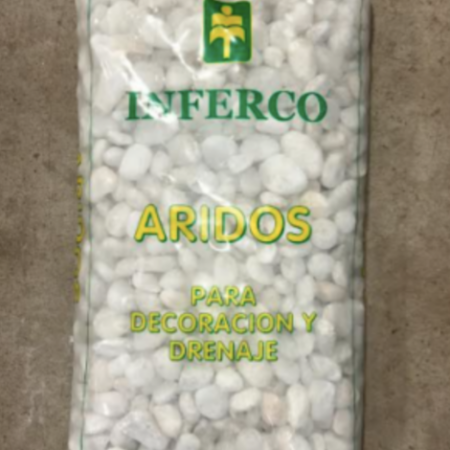 INFERCO
ARIDOS
PARA
DECORACION Y
DRENAJE